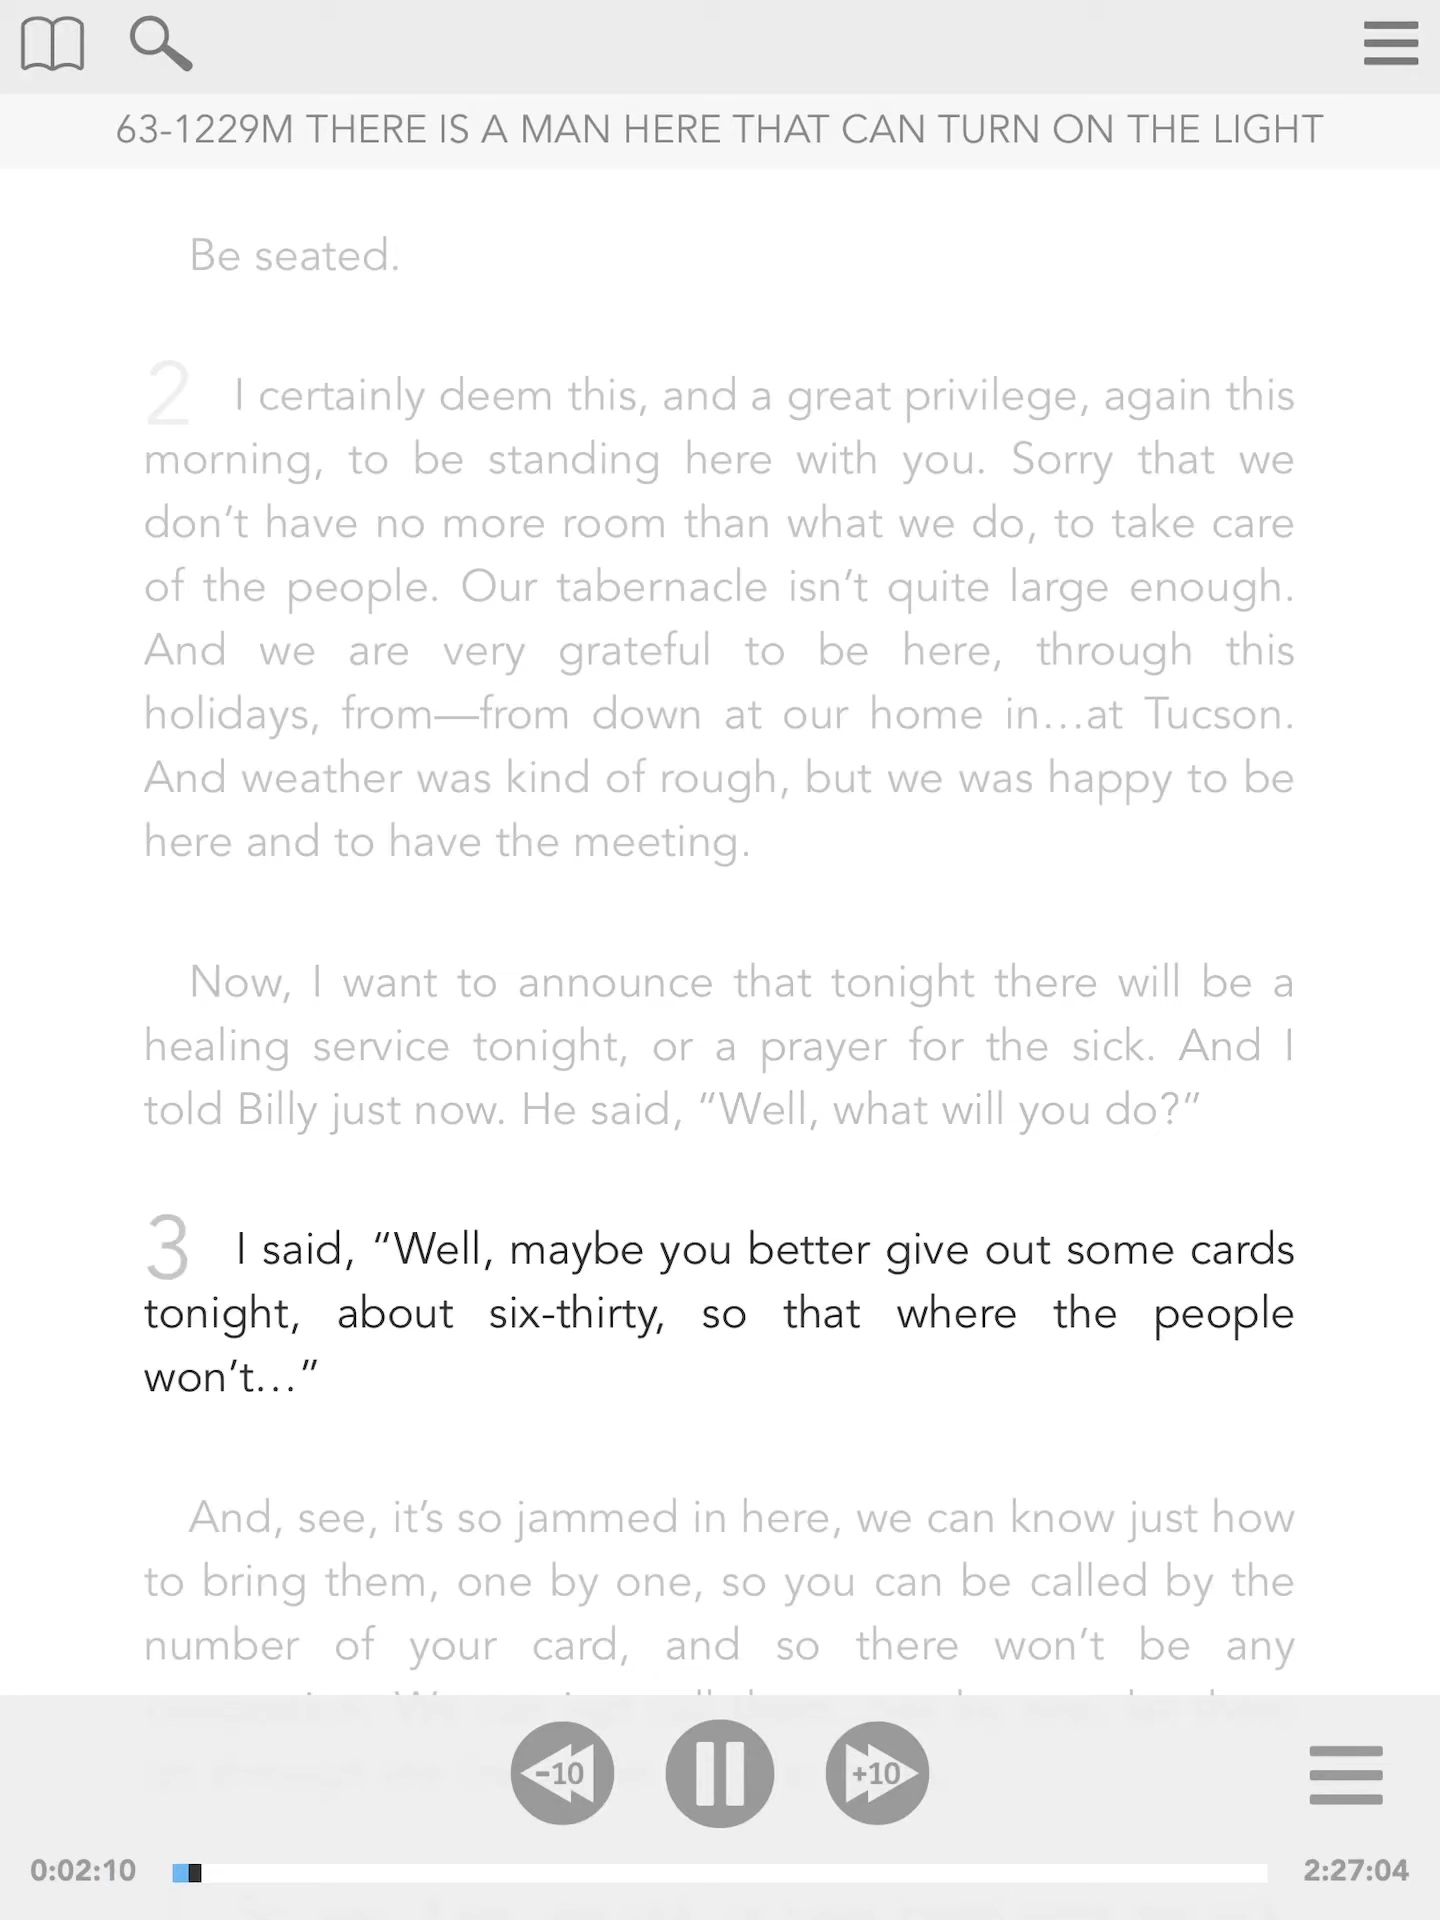 63-1229M THERE IS A MAN HERE THAT CAN TURN ON THE LIGHT
Be seated.
2 I certainly deem this, and a great privilege, again this
morning, to be standing here with you. Sorry that we
don’t have no more room than what we do, to take care
of the people. Our tabernacle isn’t quite large enough.
And we are very grateful to be here, through this
holidays, from—from down at our home in…at Tucson.
And weather was kind of rough, but we was happy to be
here and to have the meeting.
Now, I want to announce that tonight there will be a
healing service tonight, or a prayer for the sick. And I
told Billy just now. He said, “Well, what will you do?”
3 I said, “Well, maybe you better give out some cards
tonight, about six-thirty, so that where the people
won’t…”
And, see, it’s so jammed in here, we can know just how
to bring them, one by one, so you can be called by the
number of your card, and so there won’t be any
-10 +10
0:02:10 2:27:04